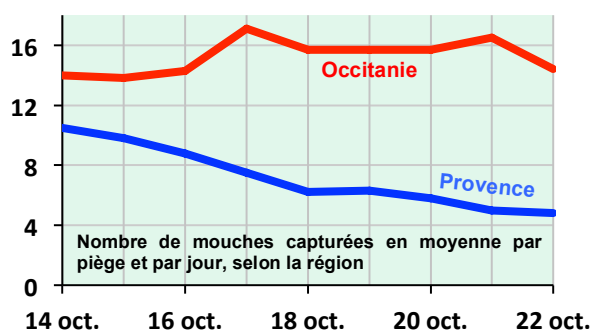 16
Occitanie
12
8
Provence
4
Nombre de mouches capturées en moyenne par
piège et par jour, selon la région
0
14 oct. 16 oct. 18 oct. 20 oct. 22 oct.